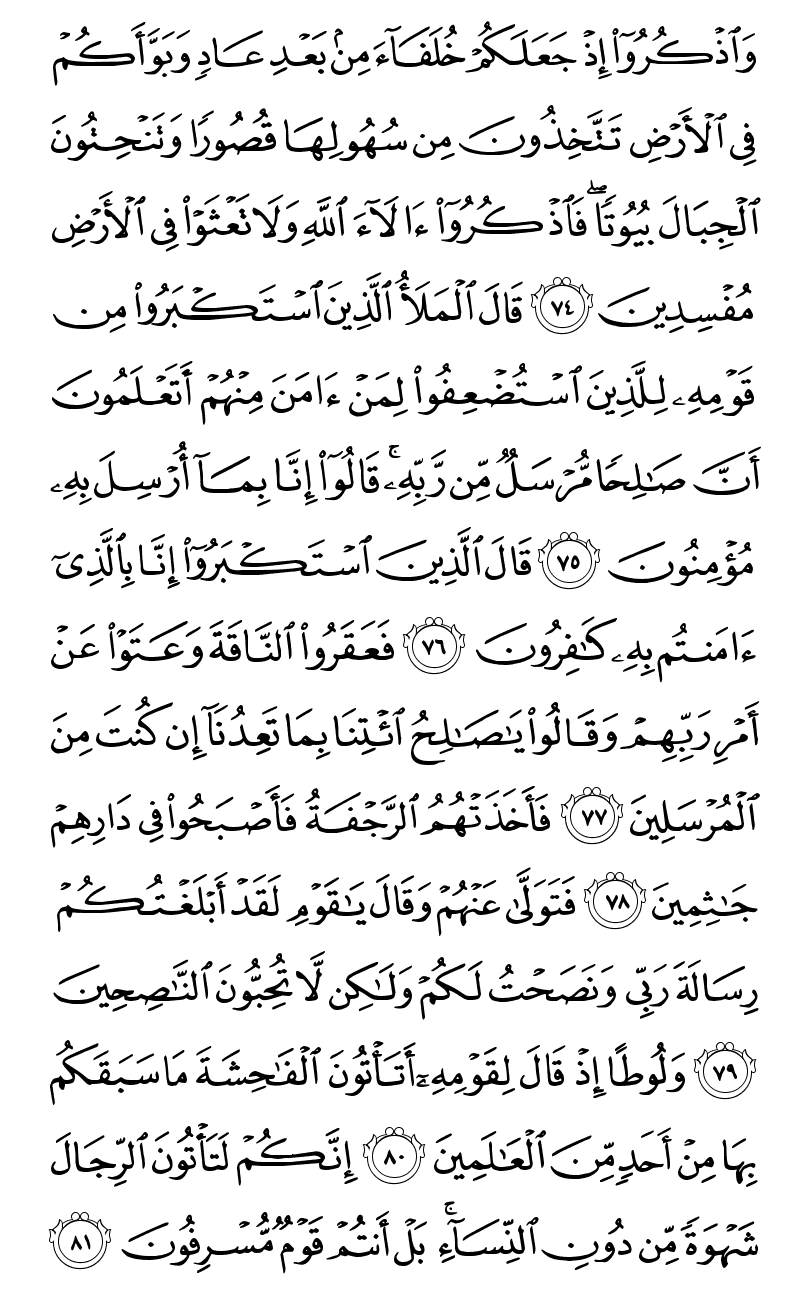 وَٱذۡكُرُوٓاْ إِذۡ جَعَلَكُمۡ خُلَفَآءَ مِنۢ بَعۡدِ عَادٖ وَبَوَّأَكُمۡ
فِي ٱلۡأَرۡضِ تَتَّخِذُونَ مِن سُهُولِهَا قُصُورٗا وَتَنۡحِتُونَ
ٱلۡجِبَالَ بُيُوتٗاۖ فَٱذۡكُرُوٓاْ ءَالَآءَ ٱللَّهِ وَلَا تَعۡثَوۡاْ فِي ٱلۡأَرۡضِ
مُفۡسِدِينَ ٧٤ قَالَ ٱلۡمَلَأُ ٱلَّذِينَ ٱسۡتَكۡبَرُواْ مِن
قَوۡمِهِۦ لِلَّذِينَ ٱسۡتُضۡعِفُواْ لِمَنۡ ءَامَنَ مِنۡهُمۡ أَتَعۡلَمُونَ
أَنَّ صَٰلِحٗا مُّرۡسَلٞ مِّن رَّبِّهِۦۚ قَالُوٓاْ إِنَّا بِمَآ أُرۡسِلَ بِهِۦ
مُؤۡمِنُونَ ٧٥ قَالَ ٱلَّذِينَ ٱسۡتَكۡبَرُوٓاْ إِنَّا بِٱلَّذِيٓ
ءَامَنتُم بِهِۦ كَٰفِرُونَ ٧٦ فَعَقَرُواْ ٱلنَّاقَةَ وَعَتَوۡاْ عَنۡ
أَمۡرِ رَبِّهِمۡ وَقَالُواْ يَٰصَٰلِحُ ٱئۡتِنَا بِمَا تَعِدُنَآ إِن كُنتَ مِنَ
ٱلۡمُرۡسَلِينَ ٧٧ فَأَخَذَتۡهُمُ ٱلرَّجۡفَةُ فَأَصۡبَحُواْ فِي دَارِهِمۡ
جَٰثِمِينَ ٧٨ فَتَوَلَّىٰ عَنۡهُمۡ وَقَالَ يَٰقَوۡمِ لَقَدۡ أَبۡلَغۡتُكُمۡ
رِسَالَةَ رَبِّي وَنَصَحۡتُ لَكُمۡ وَلَٰكِن لَّا تُحِبُّونَ ٱلنَّٰصِحِينَ
٧٩ وَلُوطًا إِذۡ قَالَ لِقَوۡمِهِۦٓ أَتَأۡتُونَ ٱلۡفَٰحِشَةَ مَا سَبَقَكُم
بِهَا مِنۡ أَحَدٖ مِّنَ ٱلۡعَٰلَمِينَ ٨٠ إِنَّكُمۡ لَتَأۡتُونَ ٱلرِّجَالَ
شَهۡوَةٗ مِّن دُونِ ٱلنِّسَآءِۚ بَلۡ أَنتُمۡ قَوۡمٞ مُّسۡرِفُونَ ٨١